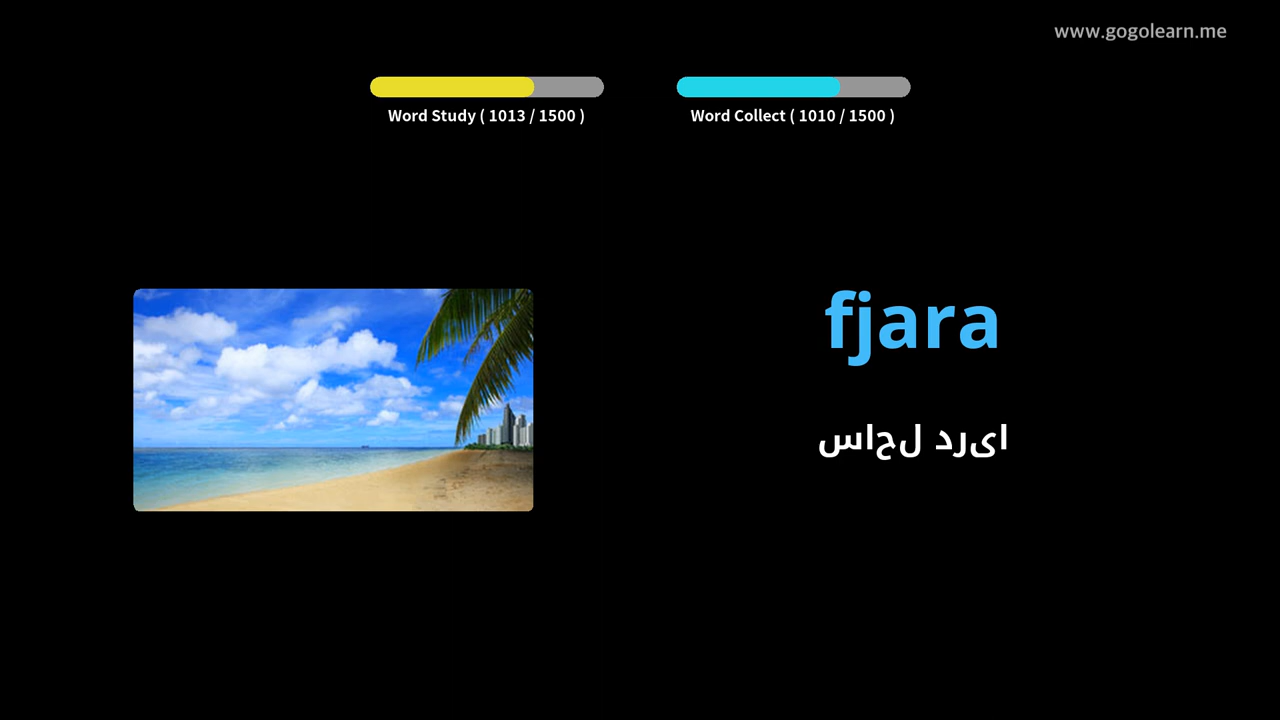 www.gogolearn.me
Word Study ( 1013 / 1500 )
Word Collect ( 1010 / 1500 )
fjara
ایرد لحاس